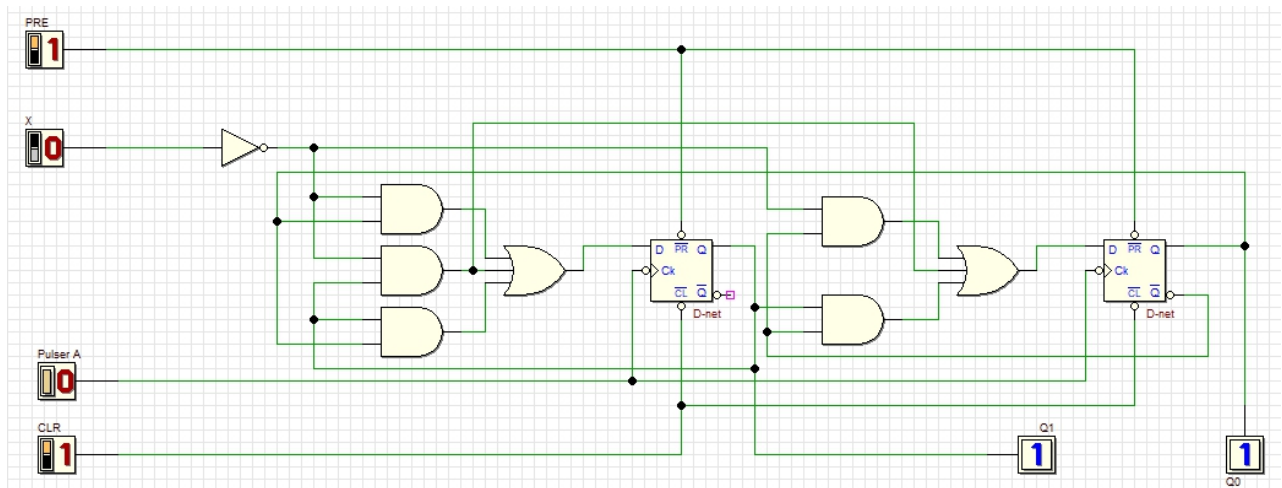 PRE
1
X
0
D PR Q
Ck
CL Q
D-net
D PR Q
Ck
CL Q
D-net
Pulser A
0
CLR
1
Q1
1
1
Q0